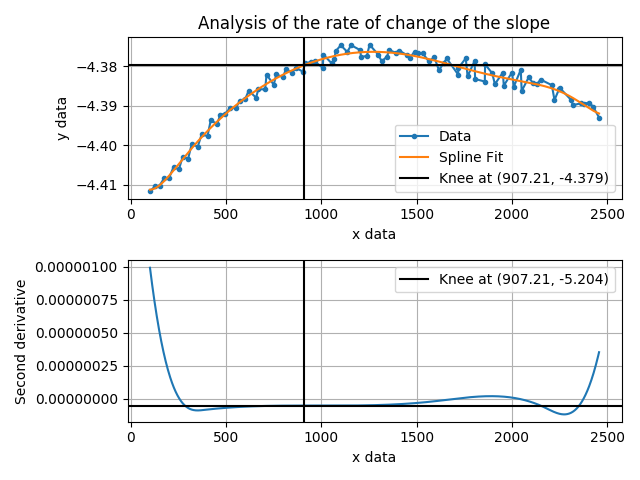 Analysis of the rate of change of the slope
−4.38
−4.39
−4.40
−4.41
y data
Data
Spline Fit
Knee at (907.21, -4.379)
0
500
1000
1500
2000
2500
x data
0.00000100
0.00000075
0.00000050
0.00000025
0.00000000
Second derivative
Knee at (907.21, -5.204)
0
500
1000
1500
2000
2500
x data